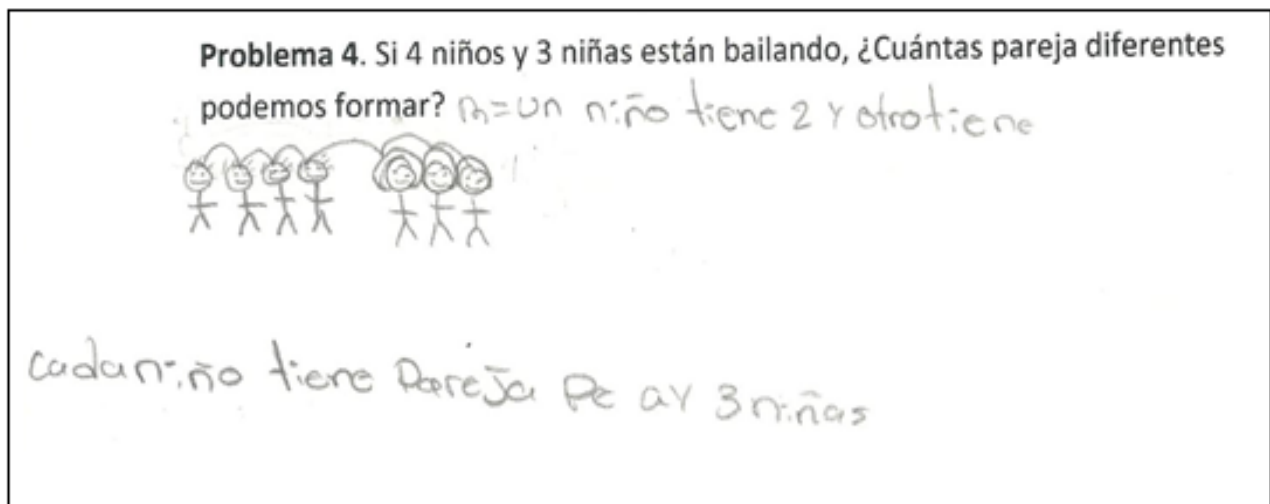 Problema 4. Si 4 niños y 3 niñas están bailando, ¿Cuántas pareja diferentes
podemos formar? n=un niño tiene 2 y otro tiene
cada niño tiene Pareja Pe ay 3 niñas